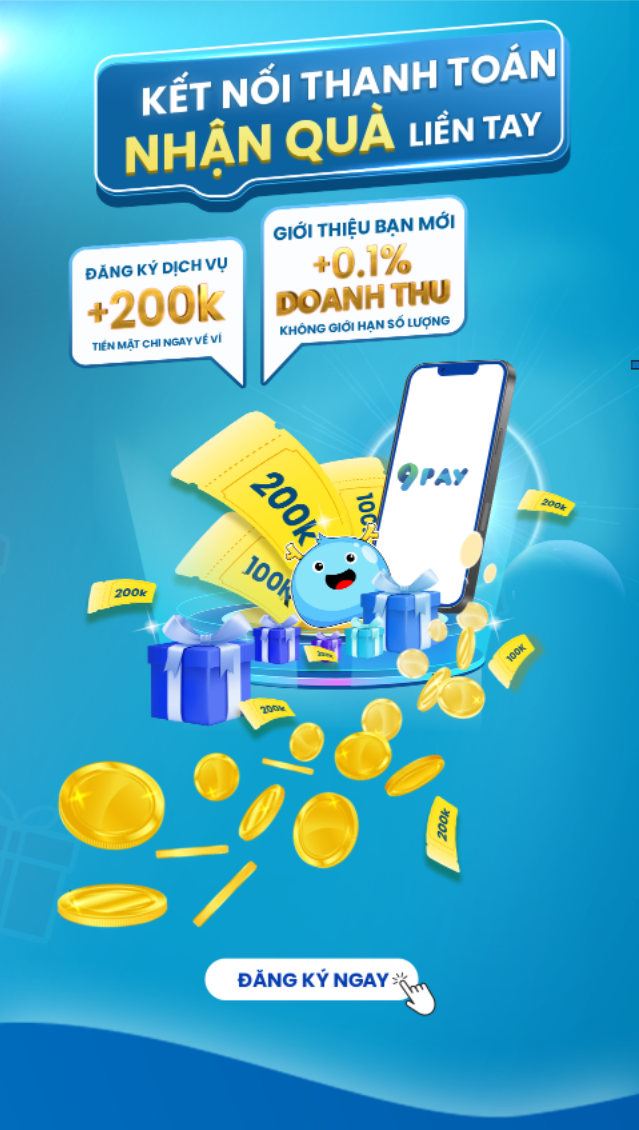 KẾT NỐI THANH TOÁN
NHẬN QUÀ LIỀN TAY
GIỚI THIỆU BẠN MỚI
+0.1%
DOANH THU
KHÔNG GIỚI HẠN SỐ LƯỢNG
ĐĂNG KÝ DỊCH VỤ
+200k
TIỀN MẶT CHI NGAY VỀ VÍ
9PAY
200k
100k
100K
200k
200k
200k
100K
200k
200k
ĐĂNG KÝ NGAY